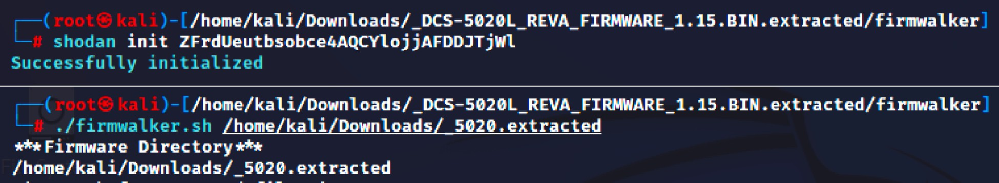 ┌──(root㉿kali)-[/home/kali/Downloads/_DCS-5020L_REVA_FIRMWARE_1.15.BIN.extracted/firmwalker]
└─# shodan init ZFrdUeutbsobce4AQCYlojjAFDDJTjWl
Successfully initialized
┌──(root㉿kali)-[/home/kali/Downloads/_DCS-5020L_REVA_FIRMWARE_1.15.BIN.extracted/firmwalker]
└─# ./firmwalker.sh /home/kali/Downloads/_5020.extracted
***Firmware Directory***
/home/kali/Downloads/_5020.extracted